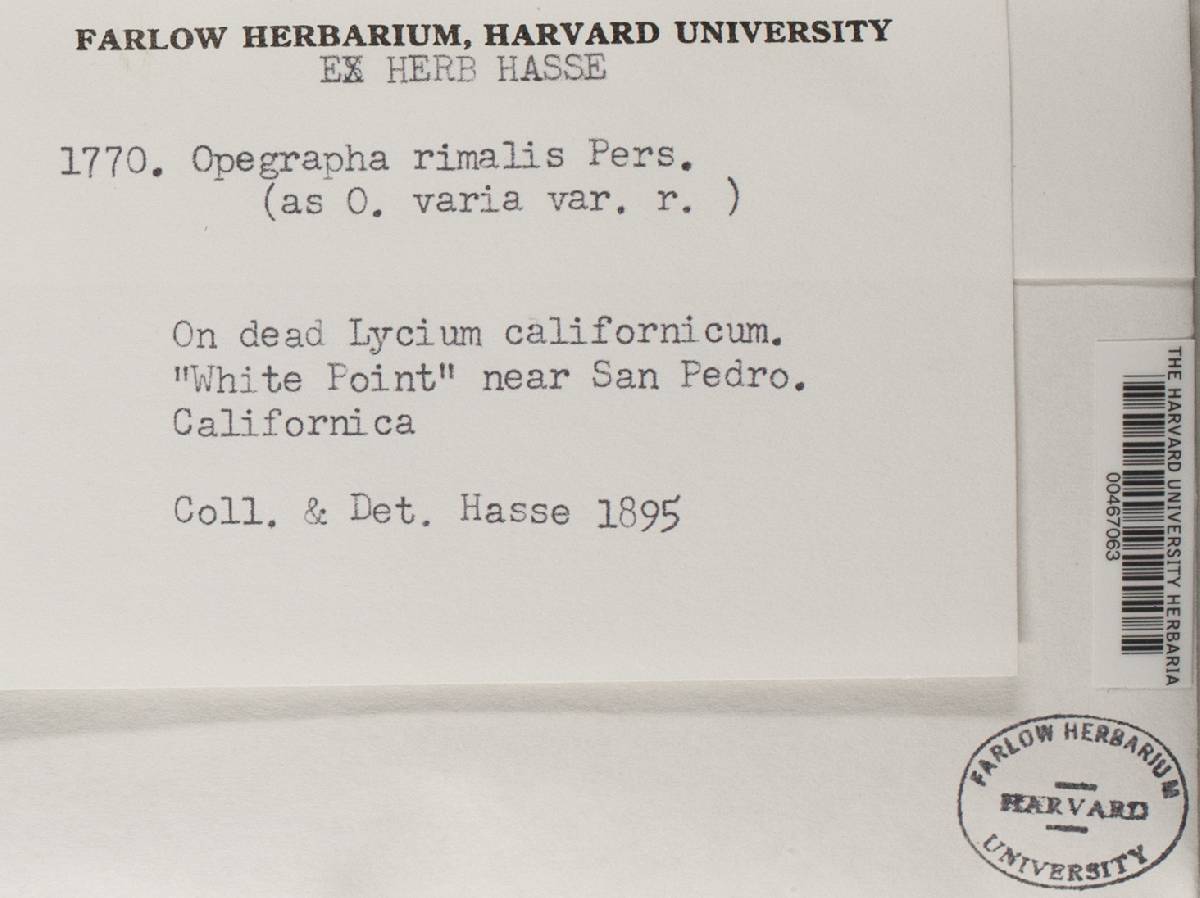 FARLOW HERBARIUM, HARVARD UNIVERSITY
EX HERB HASSE
1770. Opegrapha rimalis Pers.
(as O. varia var. r. )
On dead Lycium californicum.
"White Point" near San Pedro.
Californica
Coll. & Det. Hasse 1895
THE HARVARD UNIVERSITY HERBARIA
00467063
FARLOW HERBARIUM
HARVARD
UNIVERSITY